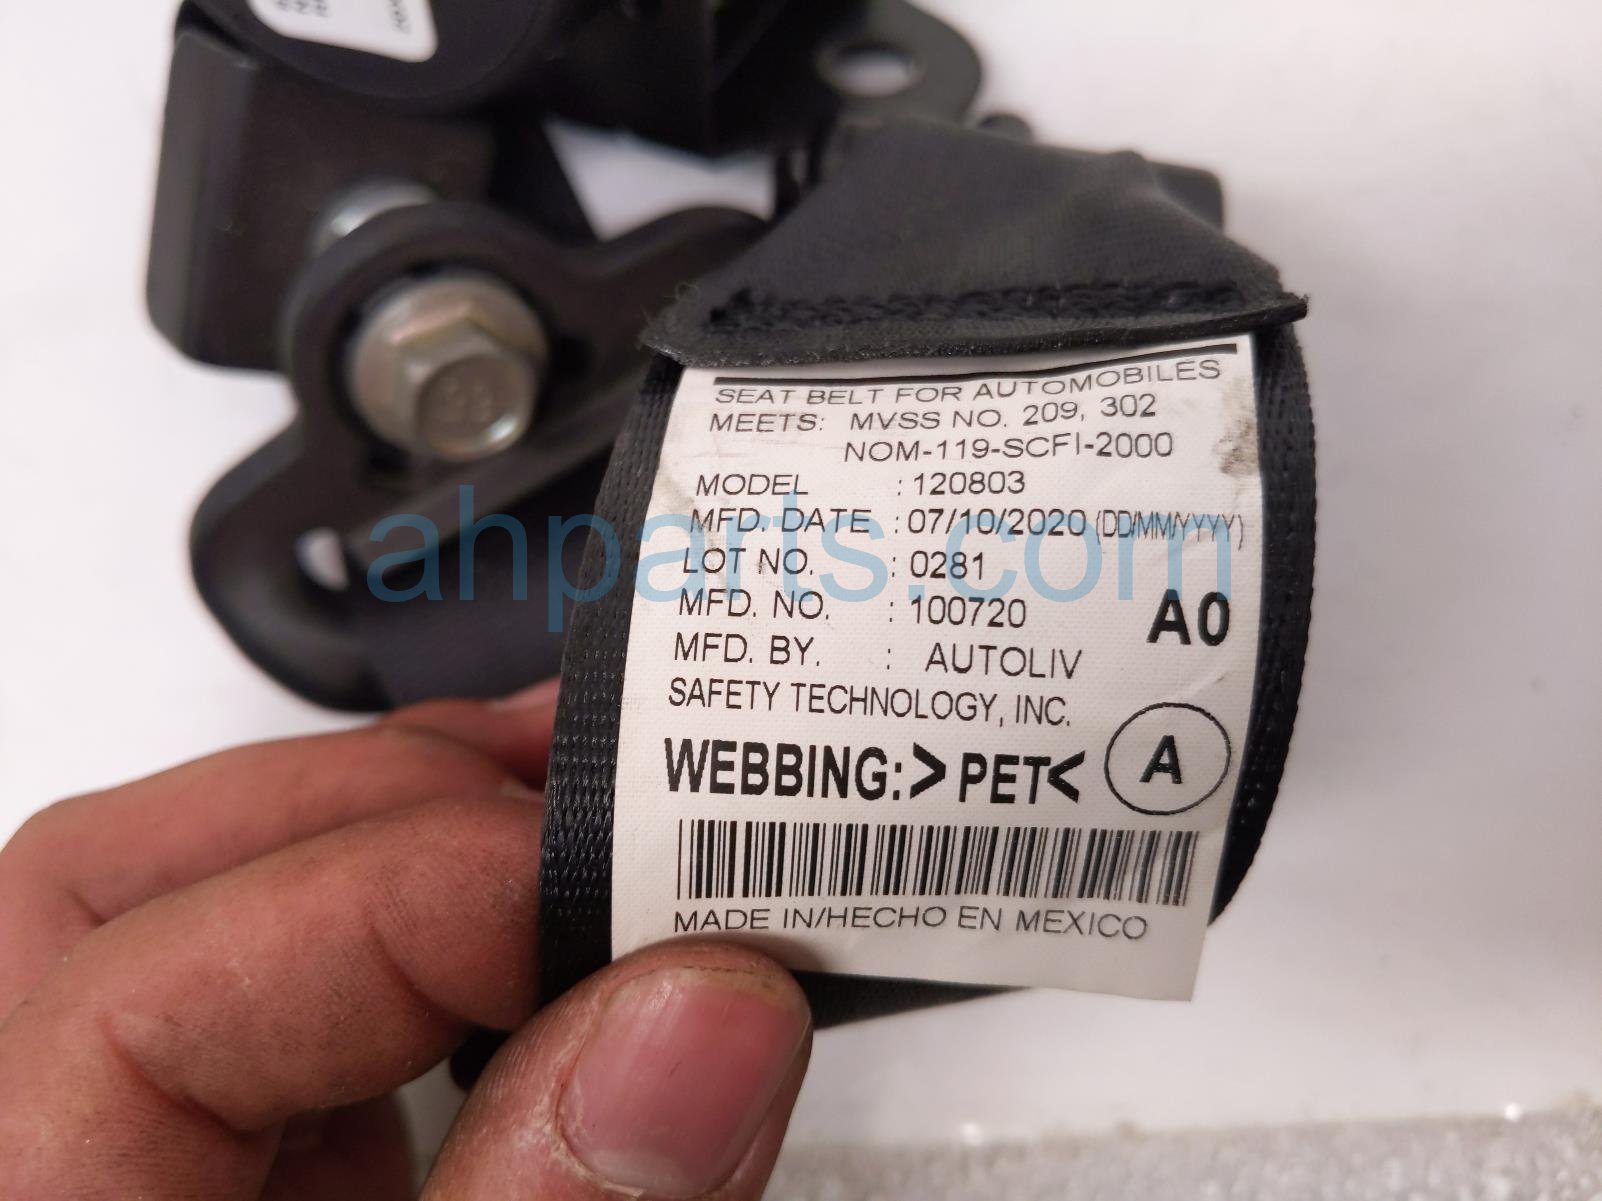 SEAT BELT FOR AUTOMOBILES
MEETS: MVSS NO. 209, 302
NOM-119-SCFI-2000
MODEL : 120803
MFD. DATE : 07/10/2020 (DD/MM/YYYY)
LOT NO. : 0281
MFD. NO. : 100720
A0
MFD. BY. : AUTOLIV
SAFETY TECHNOLOGY, INC.
WEBBING:>PET<
A
MADE IN/HECHO EN MEXICO
ahparts.com